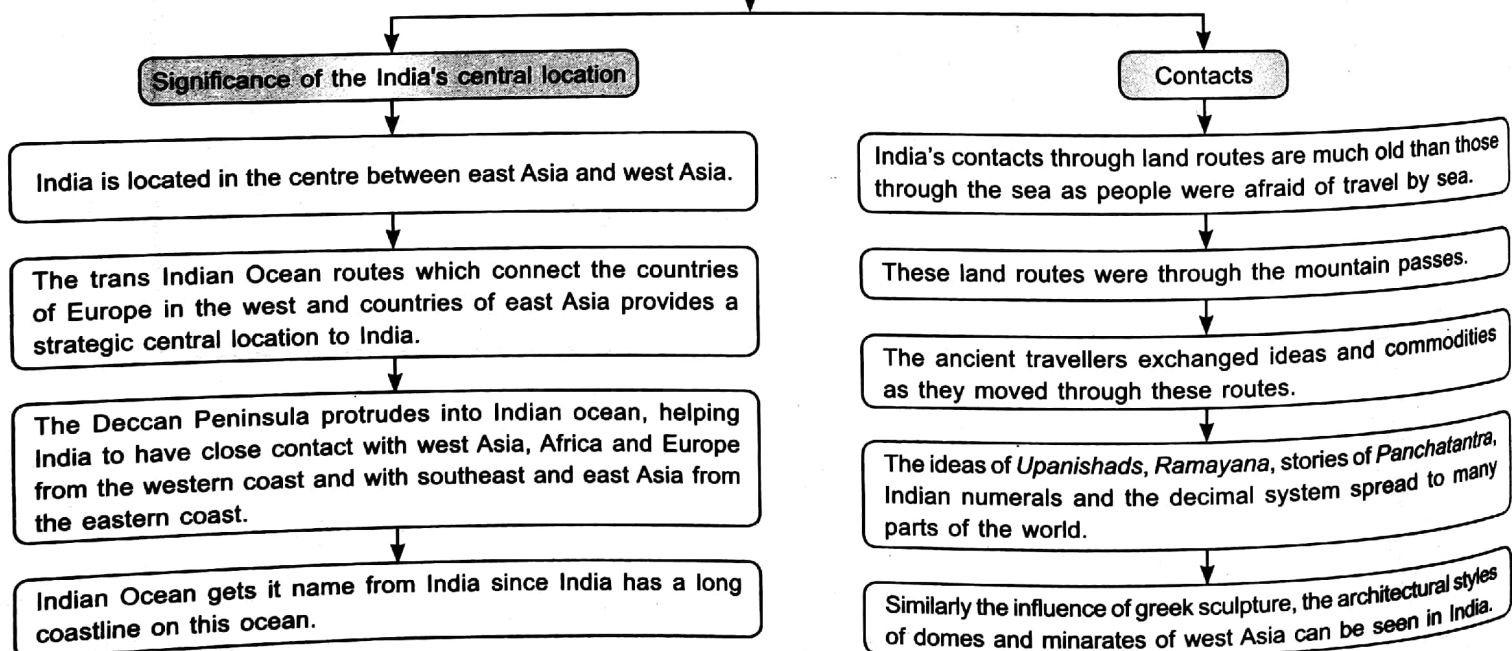 Significance of the India's central location
India is located in the centre between east Asia and west Asia.
The trans Indian Ocean routes which connect the countries
of Europe in the west and countries of east Asia provides a
strategic central location to India.
The Deccan Peninsula protrudes into Indian ocean, helping
India to have close contact with west Asia, Africa and Europe
from the western coast and with southeast and east Asia from
the eastern coast.
Indian Ocean gets it name from India since India has a long
coastline on this ocean.
Contacts
India's contacts through land routes are much old than those
through the sea as people were afraid of travel by sea.
These land routes were through the mountain passes.
The ancient travellers exchanged ideas and commodities
as they moved through these routes.
The ideas of Upanishads, Ramayana, stories of Panchatantra,
Indian numerals and the decimal system spread to many
parts of the world.
Similarly the influence of greek sculpture, the architectural styles
of domes and minarates of west Asia can be seen in India.